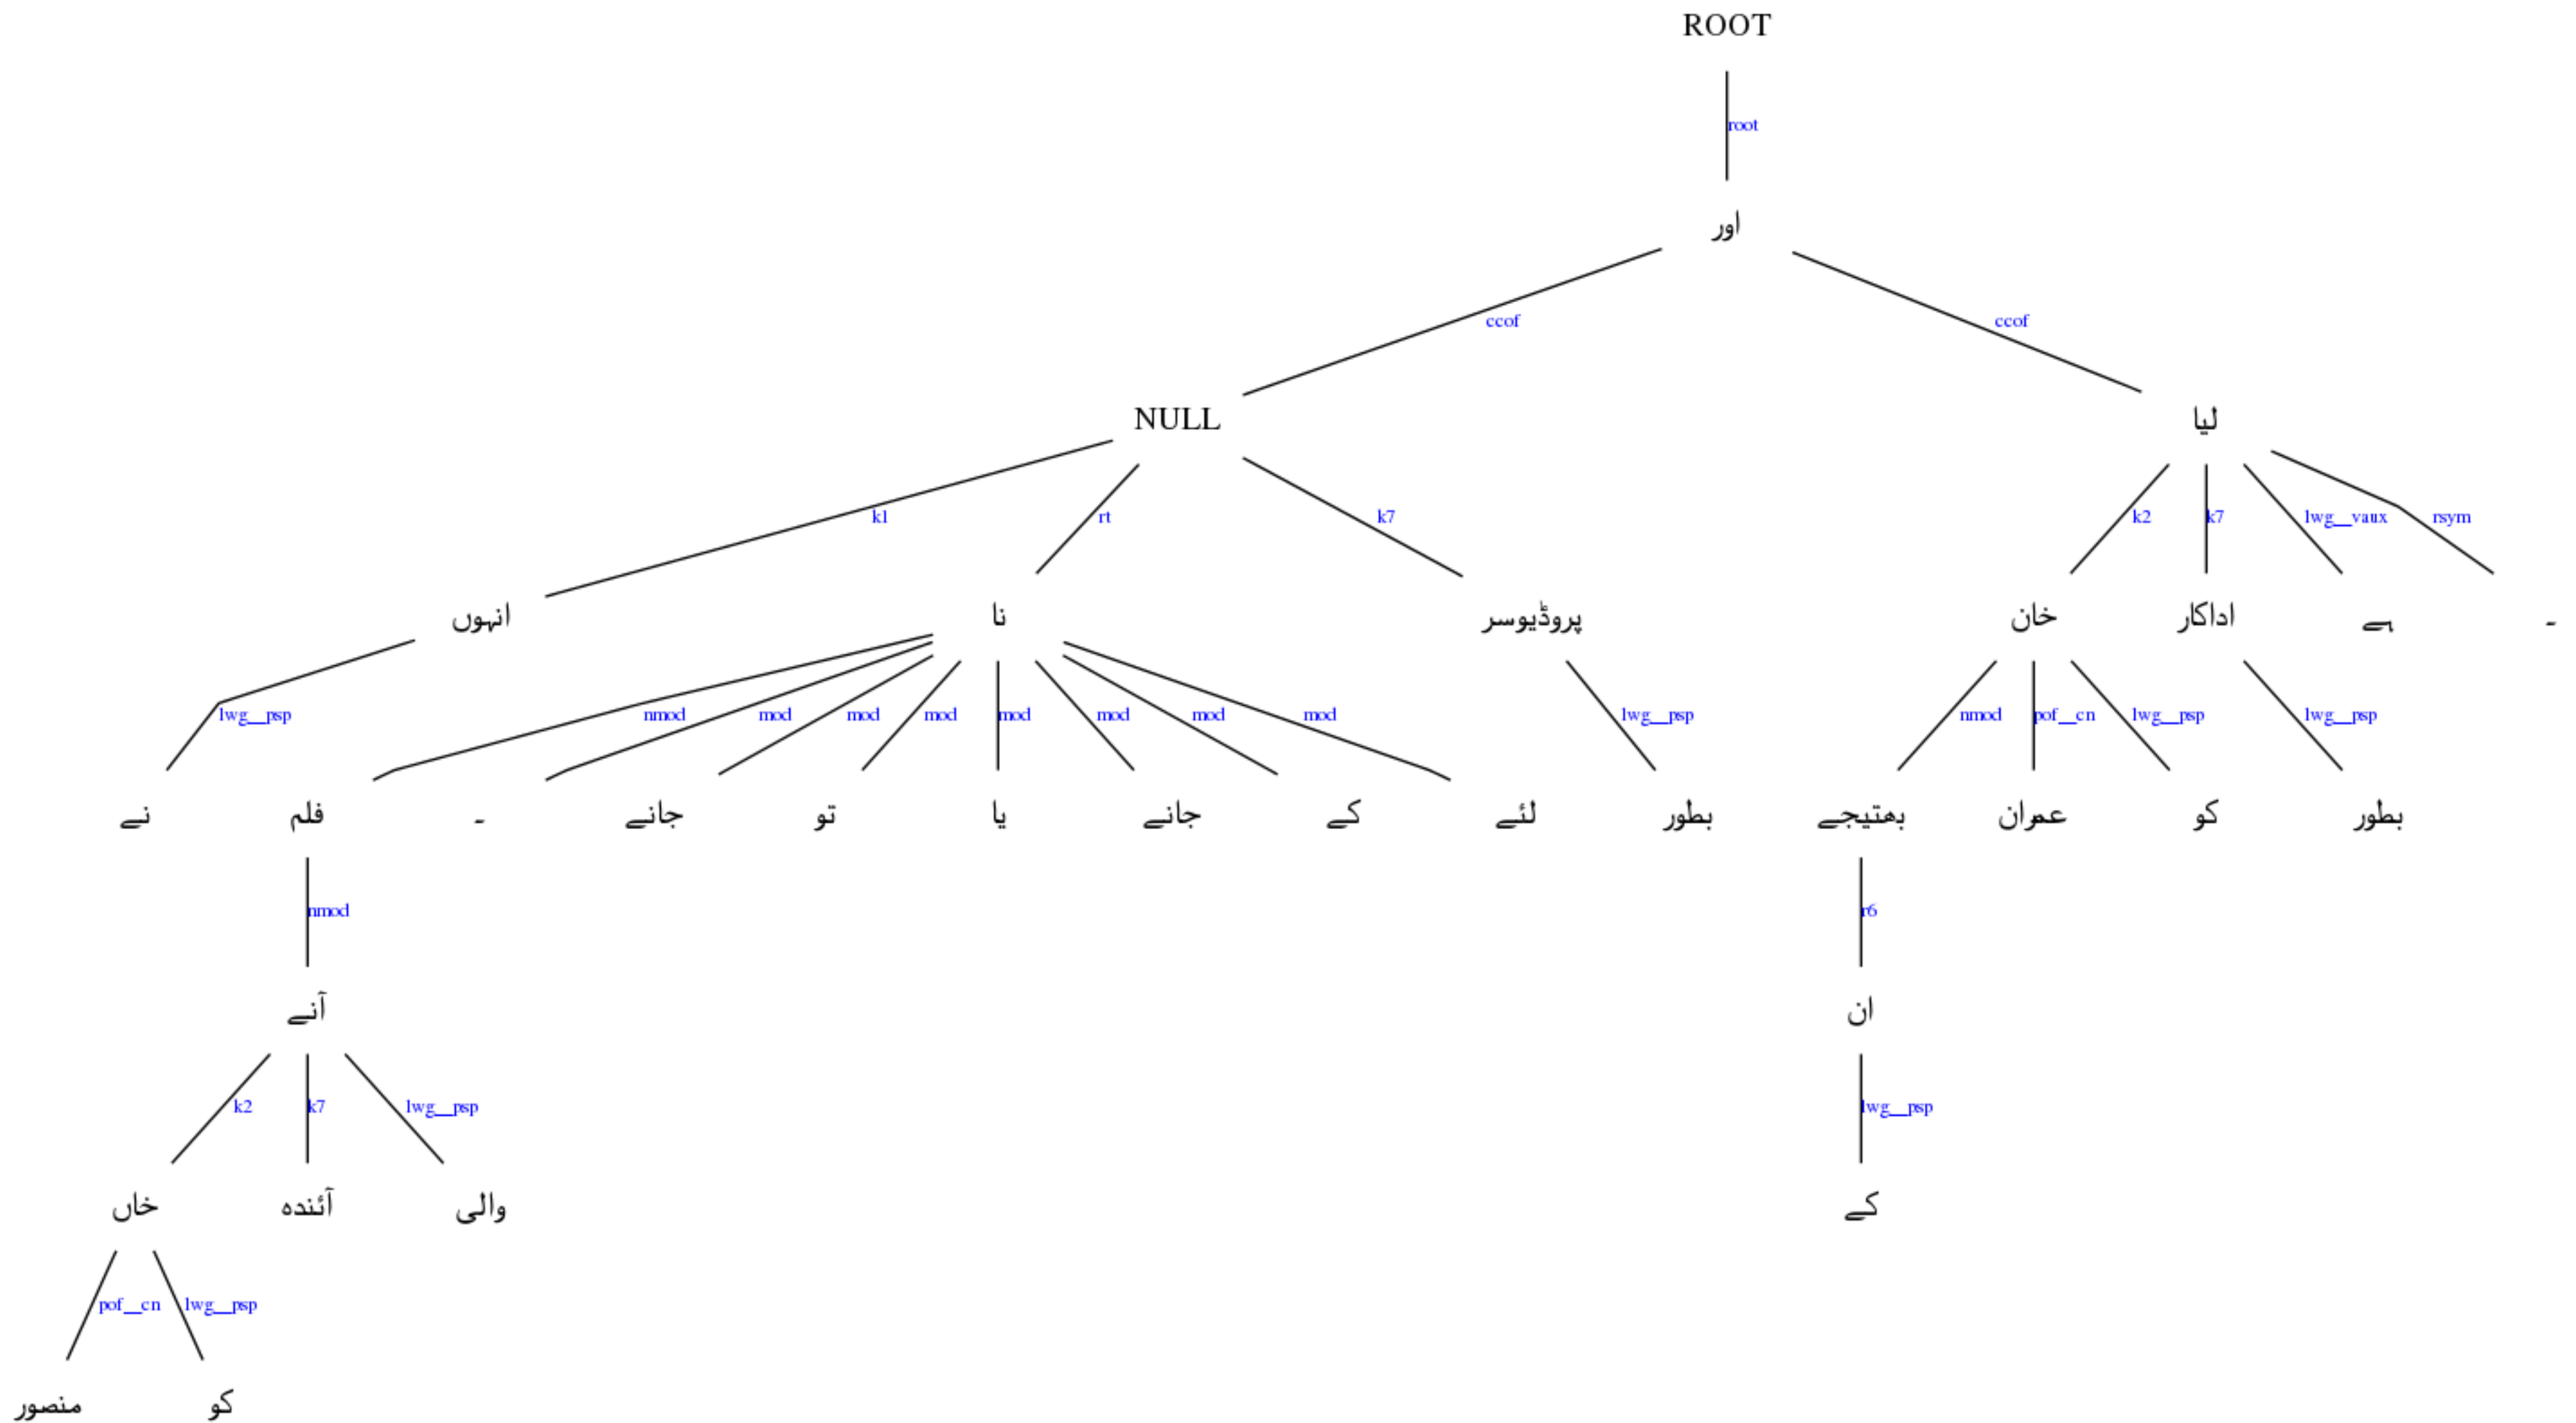 ROOT
root
اور
ccof ccof
NULL لیا
k1 rt k7 k2 k7 lwg__vaux rsym
انہوں نا پروڈیوسر خان اداکار ہے ۔
lwg__psp nmod mod mod mod mod mod mod mod lwg__psp nmod pof__cn lwg__psp lwg__psp
نے فلم ۔ جانے تو یا جانے کے لئے بطور بھتیجے عمران کو بطور
nmod r6
آنے ان
k2 k7 lwg__psp lwg__psp
خاں آئندہ والی کے
pof__cn lwg__psp
منصور کو